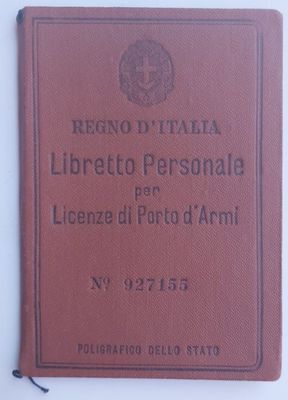 REGNO D'ITALIA
Libretto Personale
per
Licenze di Porto d'Armi
Nº 927155
POLIGRAFICO DELLO STATO